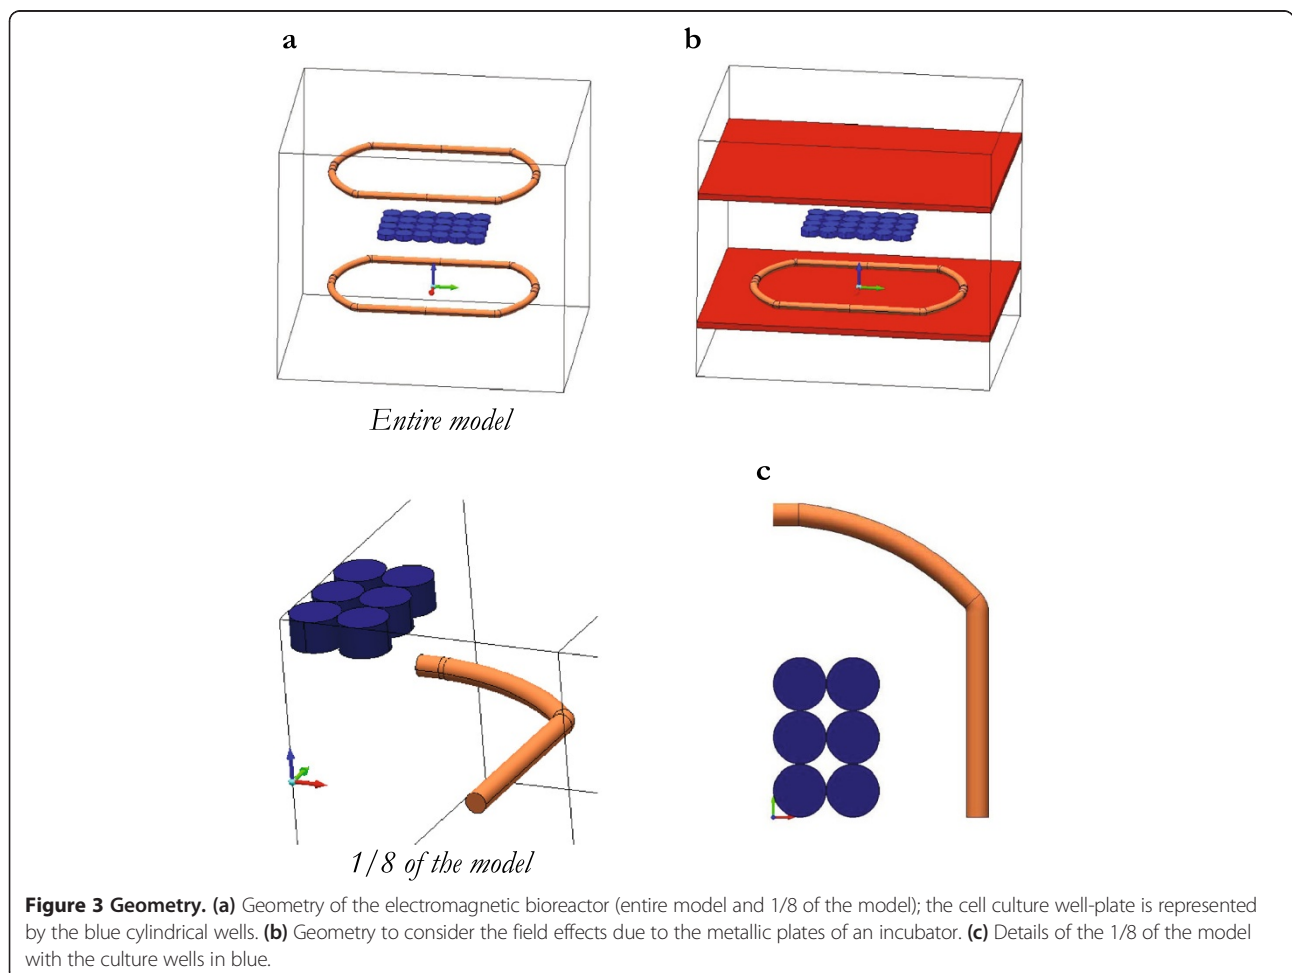 a
b
Entire model
c
1/8 of the model
Figure 3 Geometry. (a) Geometry of the electromagnetic bioreactor (entire model and 1/8 of the model); the cell culture well-plate is represented
by the blue cylindrical wells. (b) Geometry to consider the field effects due to the metallic plates of an incubator. (c) Details of the 1/8 of the model
with the culture wells in blue.